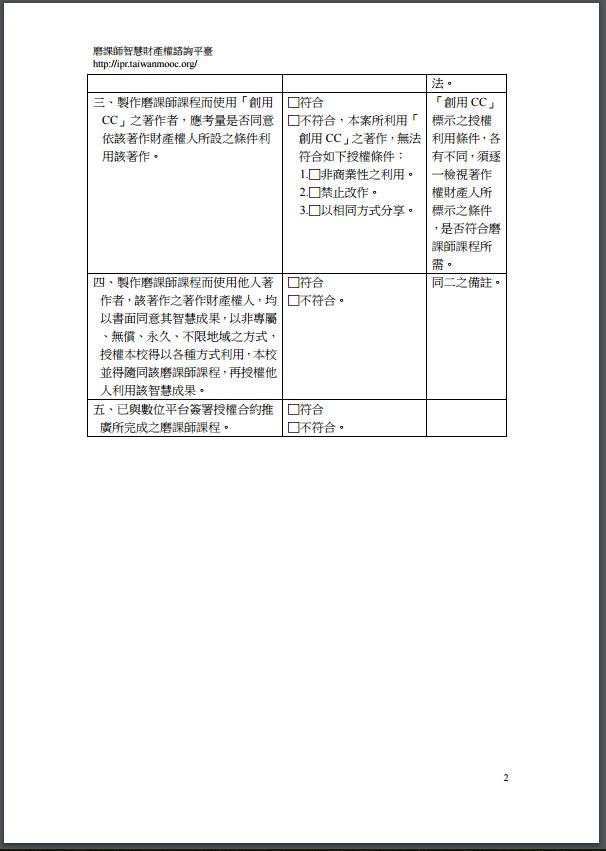 磨課師智慧財產權諮詢平臺
http://ipr.taiwanmooc.org/
法。
三、製作磨課師課程而使用「創用
CC」之著作者，應考量是否同意
依該著作財產權人所設之條件利
用該著作。
□符合
□不符合，本案所利用「
創用 CC」之著作，無法
符合如下授權條件：
1.□非商業性之利用。
2.□禁止改作。
3.□以相同方式分享。
「創用 CC」
標示之授權
利用條件，各
有不同，須逐
一檢視著作
權財產人所
標示之條件
，是否符合磨
課師課程所
需。
四、製作磨課師課程而使用他人著
作者，該著作之著作財產權人，均
以書面同意其智慧成果，以非專屬
、無償、永久、不限地域之方式，
授權本校得以各種方式利用，本校
並得隨同該磨課師課程，再授權他
人利用該智慧成果。
□符合
□不符合。
同二之備註。
五、已與數位平台簽署授權合約推
廣所完成之磨課師課程。
□符合
□不符合。
2